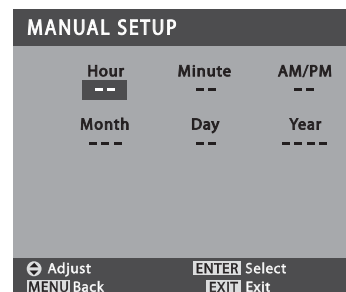 MANUAL SETUP
Hour Minute AM/PM
-- -- --
Month Day Year
--- -- ----
Adjust ENTER Select
MENU Back EXIT Exit